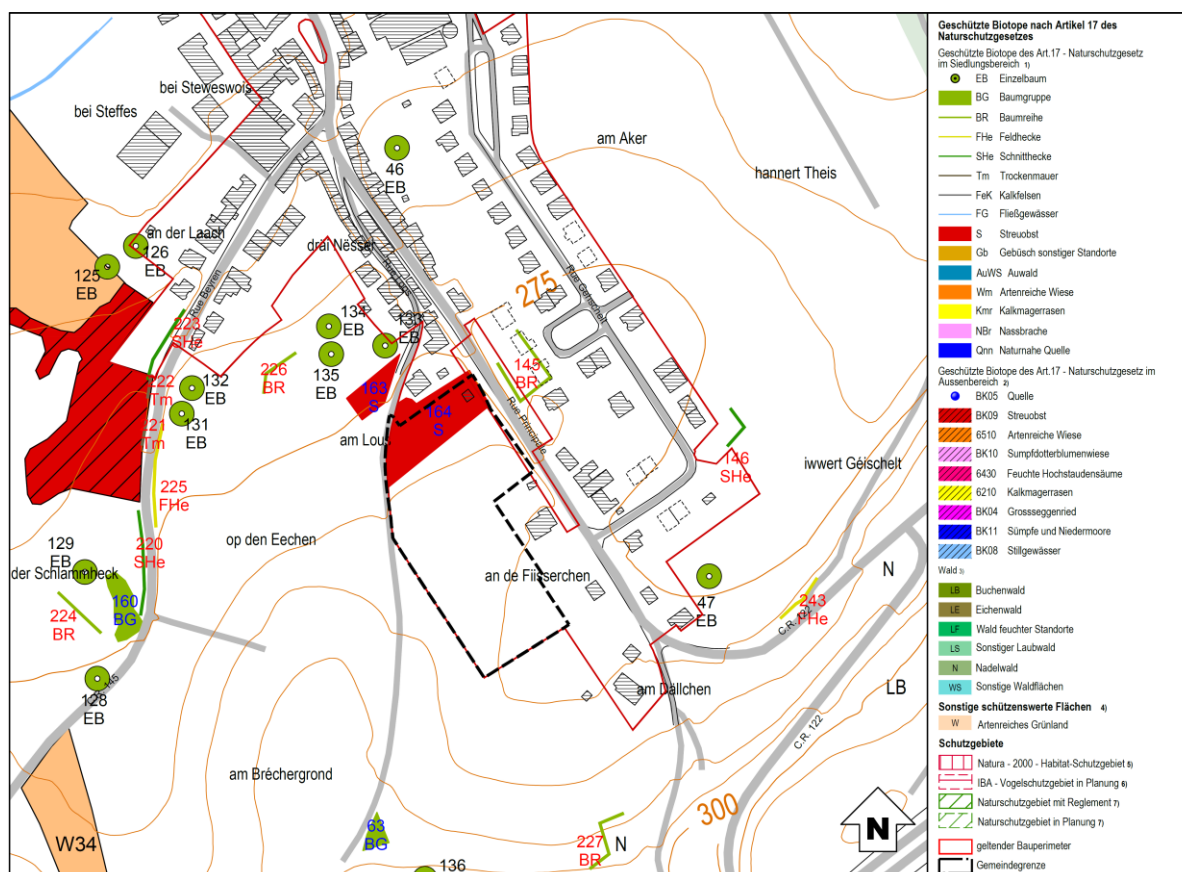 bei Steweswois
bei Steffes
46
EB
am Aker
hannert Theis
an der Laach
126
EB
125
EB
drai Nësser
Rue Beyren
Rue Loos
275
Rue Geischelt
223
SHe
134
EB
133
EB
135
EB
226
BR
145
BR
222
Tm
132
EB
163
S
164
S
Rue Principale
131
EB
Tm
am Lou
146
SHe
iwwert Géischelt
225
FHe
op den Eechen
220
SHe
129
EB
der Schlammheck
an de Fiisserchen
N
160
BG
224
BR
47
EB
243
FHe
C.R. 122
128
EB
am Dällchen
LB
C.R. 122
am Bréchergrond
300
W34
63
BG
227
BR
N
136
N
Geschützte Biotope nach Artikel 17 des
Naturschutzgesetzes
Geschützte Biotope des Art.17 - Naturschutzgesetz
im Siedlungsbereich 1)
EB Einzelbaum
BG Baumgruppe
BR Baumreihe
FHe Feldhecke
SHe Schnitthecke
Tm Trockenmauer
FeK Kalkfelsen
FG Fließgewässer
S Streuobst
Gb Gebüsch sonstiger Standorte
AuWS Auwald
Wm Artenreiche Wiese
Kmr Kalkmagerrasen
NBr Nassbrache
Qnn Naturnahe Quelle
Geschützte Biotope des Art.17 - Naturschutzgesetz im
Aussenbereich 2)
BK05 Quelle
BK09 Streuobst
6510 Artenreiche Wiese
BK10 Sumpfdotterblumenwiese
6430 Feuchte Hochstaudensäume
6210 Kalkmagerrasen
BK04 Grossseggenried
BK11 Sümpfe und Niedermoore
BK08 Stillgewässer
Wald 3)
LB Buchenwald
LE Eichenwald
LF Wald feuchter Standorte
LS Sonstiger Laubwald
N Nadelwald
WS Sonstige Waldflächen
Sonstige schützenswerte Flächen 4)
W Artenreiches Grünland
Schutzgebiete
Natura - 2000 - Habitat-Schutzgebiet 5)
IBA - Vogelschutzgebiet in Planung 6)
Naturschutzgebiet mit Reglement 7)
Naturschutzgebiet in Planung 7)
geltender Bauperimeter
Gemeindegrenze